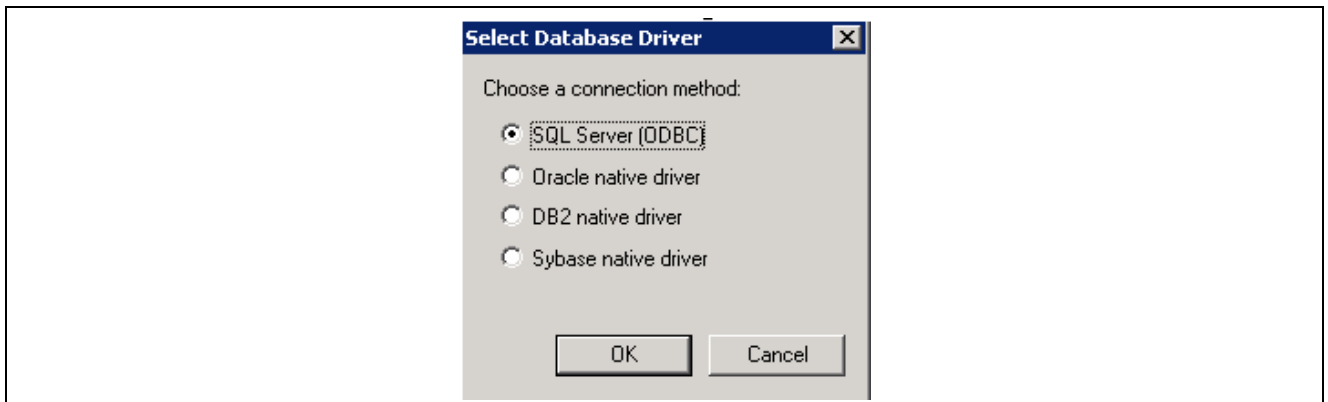 Select Database Driver
Choose a connection method:
SQL Server (ODBC)
Oracle native driver
DB2 native driver
Sybase native driver
OK Cancel